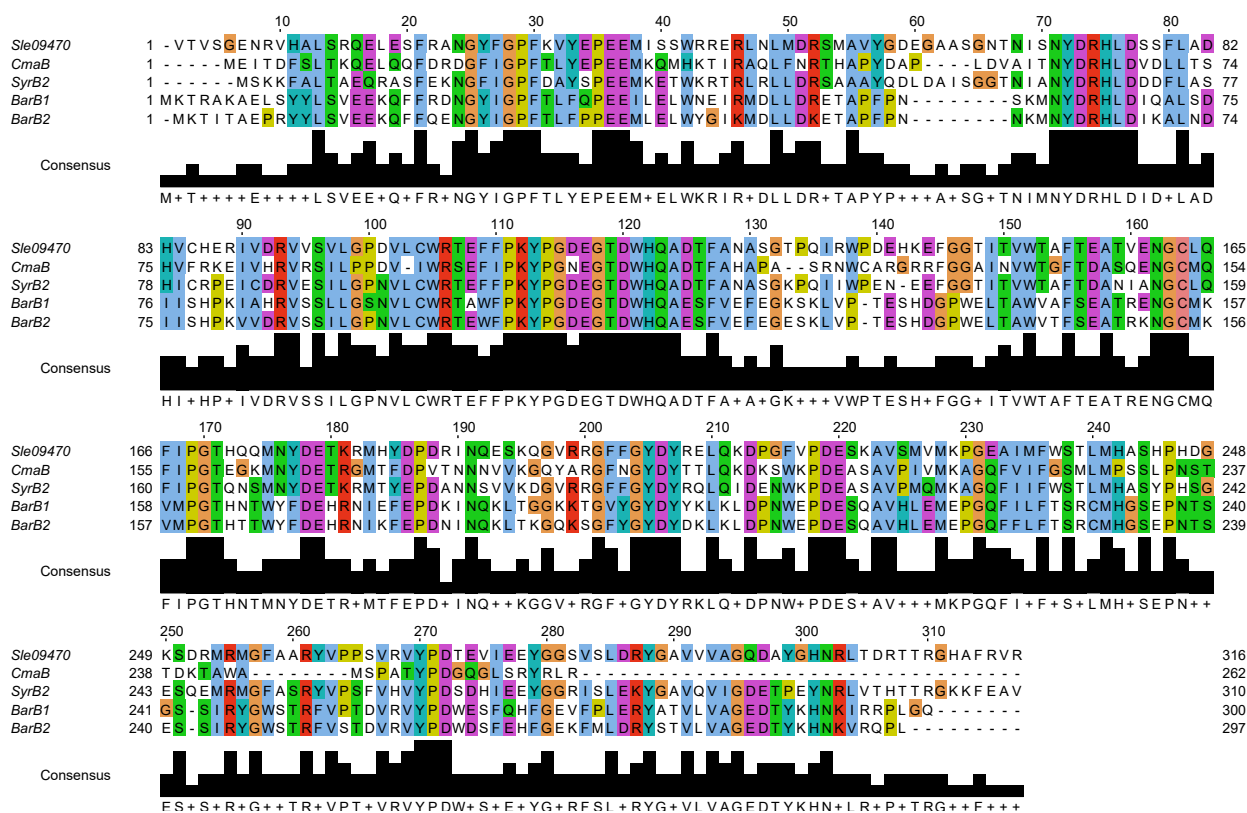 10 20 30 40 50 60 70 80
Sle09470 1 -VTVSGENRVHALSRQELESFRANGYFGPFKVYEPEEMISSWRRERLNLMDRSMAVYGDEGAASGNTNISNYDRHLDSSFLAD 82
CmaB 1 -----MEITDFSLTKQELQQFDRDGFIGPFTLYEPEEMKQMHKTIRAQLFNRTHAPYDAP----LDVAITSNYDRHLDVDLLTS 74
SyrB2 1 ------MSKKFALTAEQRASFEKNGFIGPFDAYSPEEMKETWKRTRLRLLDRSAAAYQDLDAISGGTNIANYDRHLDDDFLAS 77
BarB1 1 MKTRAKAELSYYLSVEEKQFFRDNGYIGPFTLFQPEEILELWNEIRMDLLDRETAPFPN-------SKMNYDRHLDIQALSD 75
BarB2 1 -MKTITAEPRYYLSVEEKQFFQENGYIGPFTLFPPEEMLELWYGIKMDLLDKETAPFPN-------NKMNYDRHLDIKALND 74
Consensus
M+T++++E++++LSVEE+Q+FR+NGYIGPFTLYEPEEM+ELWKRIR+DLLDR+TAPYP+++A+SG+TNIMNYDRHLDID+LAD
90 100 110 120 130 140 150 160
Sle09470 83 HVCHERIVDRVVSVLGPDVLCWRTEFFPKYPGDEGTDWHQADTFANASGTPQIRWPDEHKEFGGTITVWTAFTEATVENGCLQ 165
CmaB 75 HVFRKEIVHRVRSILPPDV-IWRSEFIPKYPGNEGTDWHQADTFAHAPA--SRNWCARGRRFGGAINVWTGFTDASQENGCMQ 154
SyrB2 78 HICRPEICDRVESILGPNVLCWRTEFFPKYPGDEGTDWHQADTFANASGKPQIIWPEN-EEFGGTITVWTAFTDANIANGCLQ 159
BarB1 76 IISHPKIAHRVSSLLGSNVLCWRTAWFPKYPGDEGTDWHQAESFVEFEGKSKLVP-TESHDGPWELTAWVAFSEATRENGCMK 157
BarB2 75 IISHPKVVDRVSSILGPNVLCWRTEWFPKYPGDEGTDWHQAESFVEFEGESKLVP-TESHDGPWELTAWVTFSEATRKNGCMK 156
Consensus
HI+HP+IVDRVSSILGPNVLCWRTEFFPKYPGDEGTDWHQADTFA+A+GK+++VWPTESH+FGG+ITVWTAFTEATRENGCMQ
170 180 190 200 210 220 230 240
Sle09470 166 FIPGTHQQMNYDETKRMHYDPDRINQESKQGVRRGFFGYDYRELQKDPGFVPDESKAVSMVMKPGEAIMFWSTLMHASHPHDG 248
CmaB 155 FIPGTEGKMNYDETRGMTFDPVTNNNVVKGQYARGFNGYDYTTLQKDKSWKPDEASAVPIVMKAGQFVIFGSMLMPSSLPNST 237
SyrB2 160 FIPGTQNSMNYDETKRMTYEPDANNSVVKDGVRRGFFGYDYRQLQIDENWKPDEASAVPMQMKAGQFIIFWSTLMHASYPHSG 242
BarB1 158 VMPGTHNTWYFDEHRNIKFEPDKINQKLTGGKKTGVYGYDYYKLKLDPNWEPDESQAVHLEMEPGQFILFTSRCMHGSEPNTS 240
BarB2 157 VMPGTHTTWYFDEHRNIKFEPDKINQKLTKGQKSGFYGYDYDKLKLDPNWEPDESQAVHLEMEPGQFFLFTSRCMHGSEPNTS 239
Consensus
FIPGTHNTMNYDETR+MTFEPD+INQ++KGGV+RGF+GYDYRKLQ+DPNW+PDES+AV+++MKPGQFI+F+S+LMH+SEPN++
250 260 270 280 290 300 310
Sle09470 249 KSDRMRMGFAARYVPPSVRVYPDTEVIEEYGGSVSLDRYGAVVVAGQDAYGHNRLTDRTTRGHAFRVR 316
CmaB 238 TDKTAWA--------MSPATYPDGQGLSRYRLR----------------------------------- 262
SyrB2 243 ESQEMRMGFASRYVPSFVHVYPDSDHIEEYGGRISLEKYGAVQVIGDETPEYNRLVTHTTRGKKFEAV 310
BarB1 241 GS-SIRYGWSTRFVPTDVRVYPDWESFQHFGEVFPLERYATVLVAGEDTYKHNKIRRPLGQ------- 300
BarB2 240 ES-SIRYGWSTRFVSTDVRVYPDWDSFEHFGEKFMLDRYSTVLVAGEDTYKHNKIRRQPL-------- 297
Consensus
ES+S+R+G++TR+VPT+VRVYPDW+S+E+YG+RFSL+RYG+VLVAGEDTYKHN+LR+P+TRG++F+++